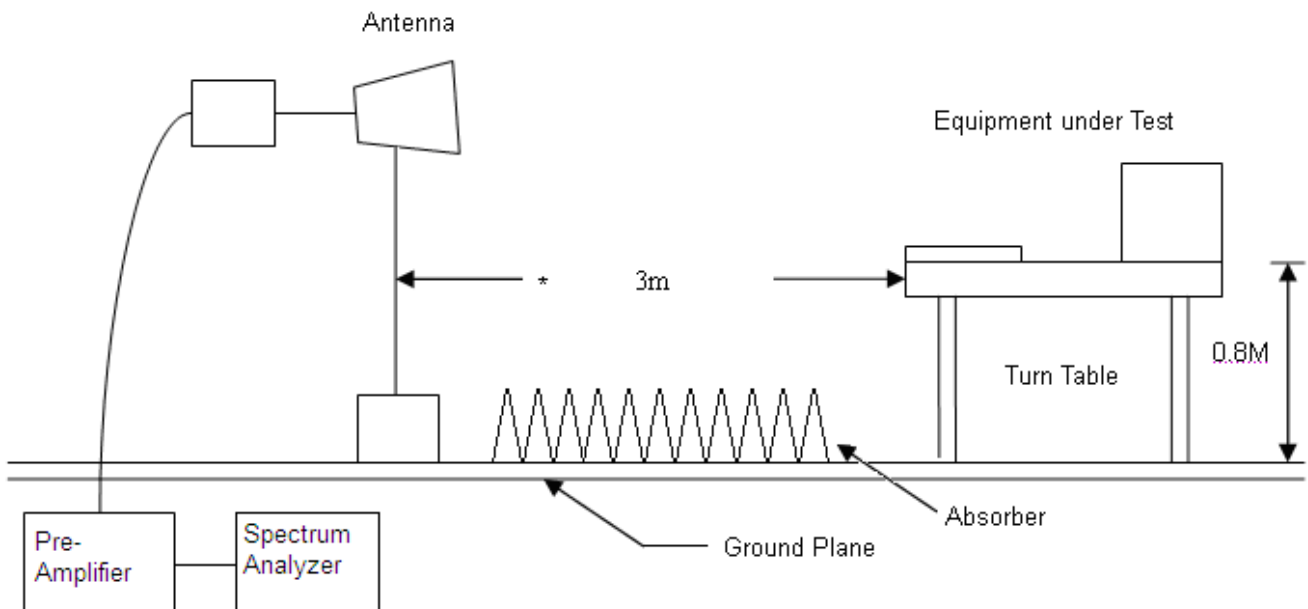 Antenna
Equipment under Test
* 3m
0.8M
Turn Table
Absorber
Ground Plane
Pre-
Amplifier
Spectrum
Analyzer